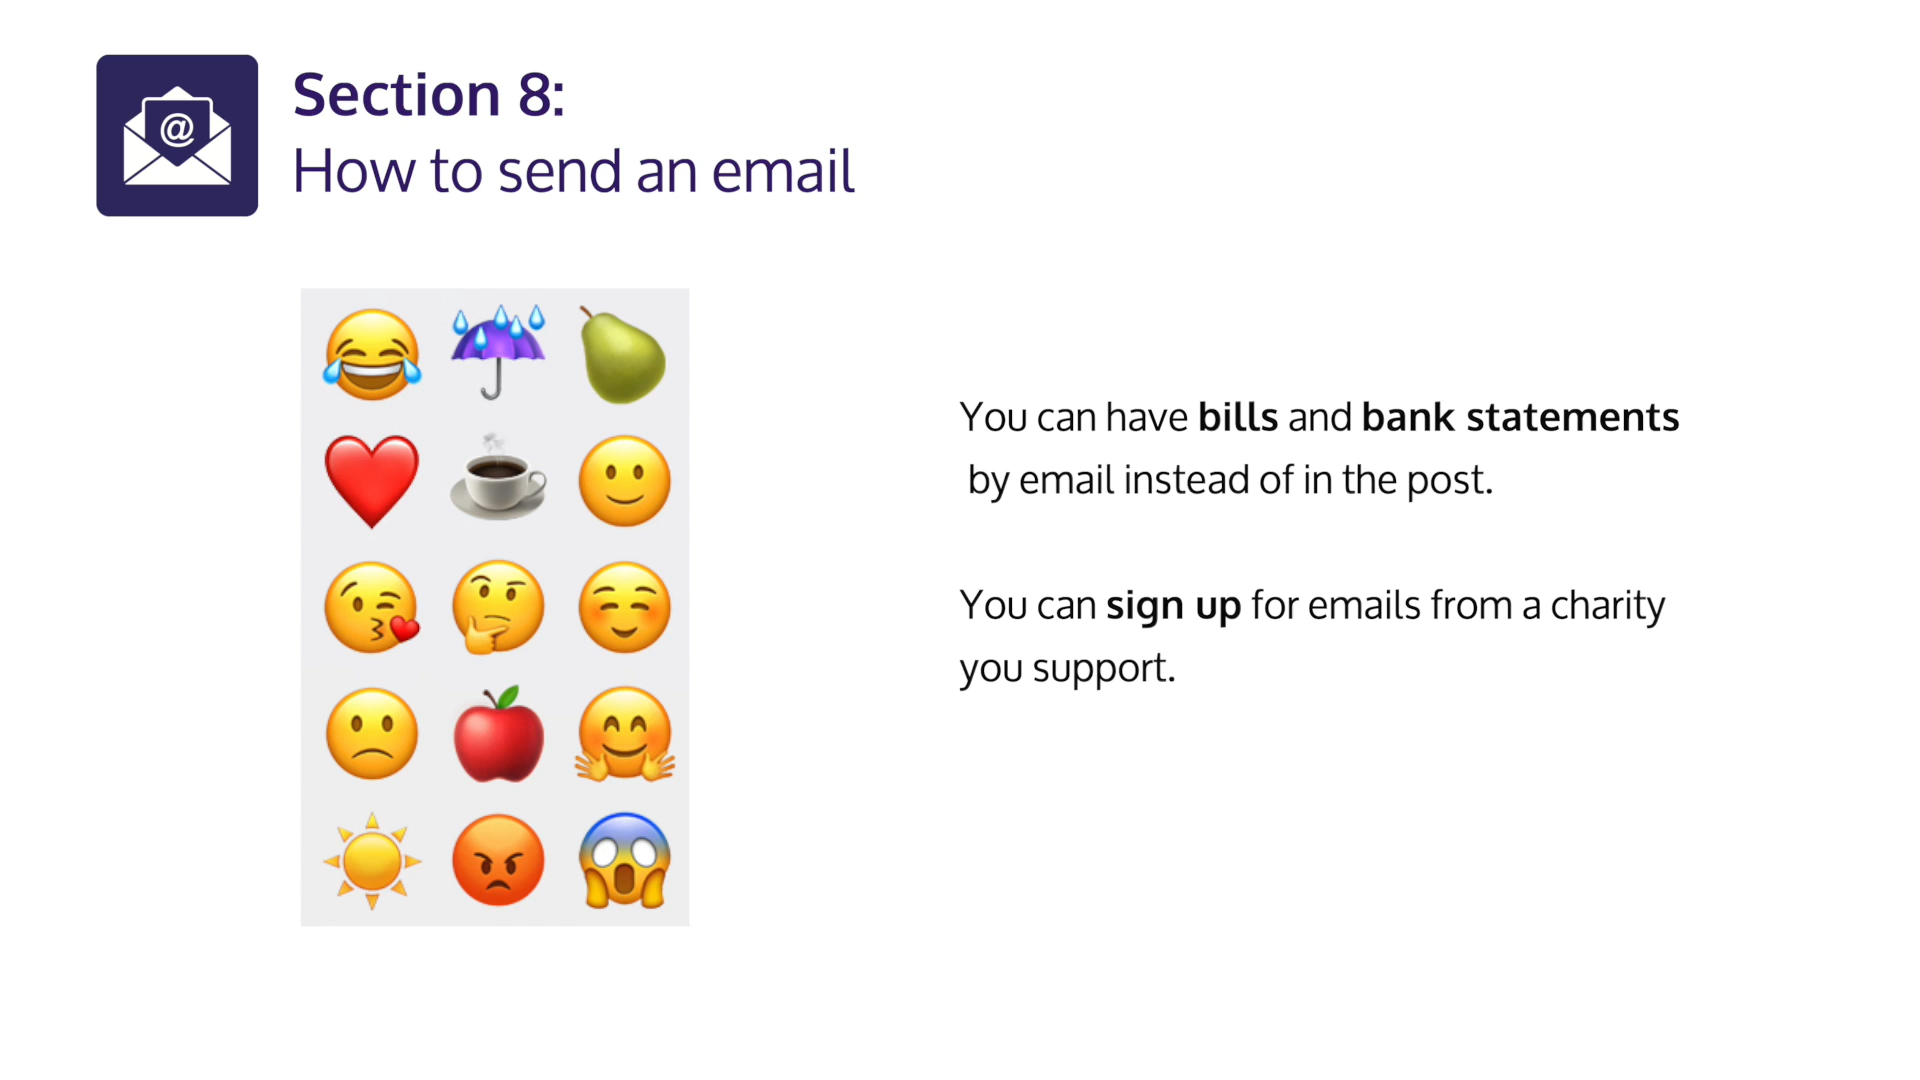 @
Section 8:
How to send an email
You can have bills and bank statements
by email instead of in the post.
You can sign up for emails from a charity
you support.